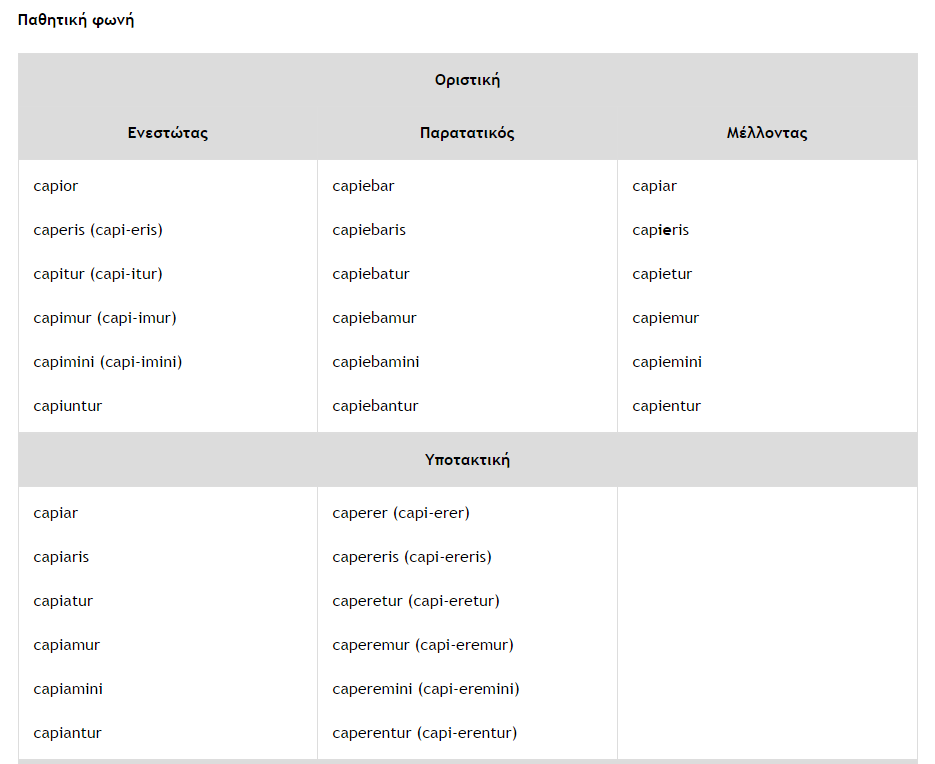 Παθητική φωνή
Οριστική
Ενεστώτας Παρατατικός Μέλλοντας
capior capiebar capiar
caperis (capi-eris) capiebaris capieris
capitur (capi-itur) capiebatur capietur
capimur (capi-imur) capiebamur capiemur
capimini (capi-imini) capiebamini capiemini
capiuntur capiebantur capientur
Υποτακτική
capiar caperer (capi-erer)
capiaris capereris (capi-ereris)
capiatur caperetur (capi-eretur)
capiamur caperemur (capi-eremur)
capiamini caperemini (capi-eremini)
capiantur caperentur (capi-erentur)